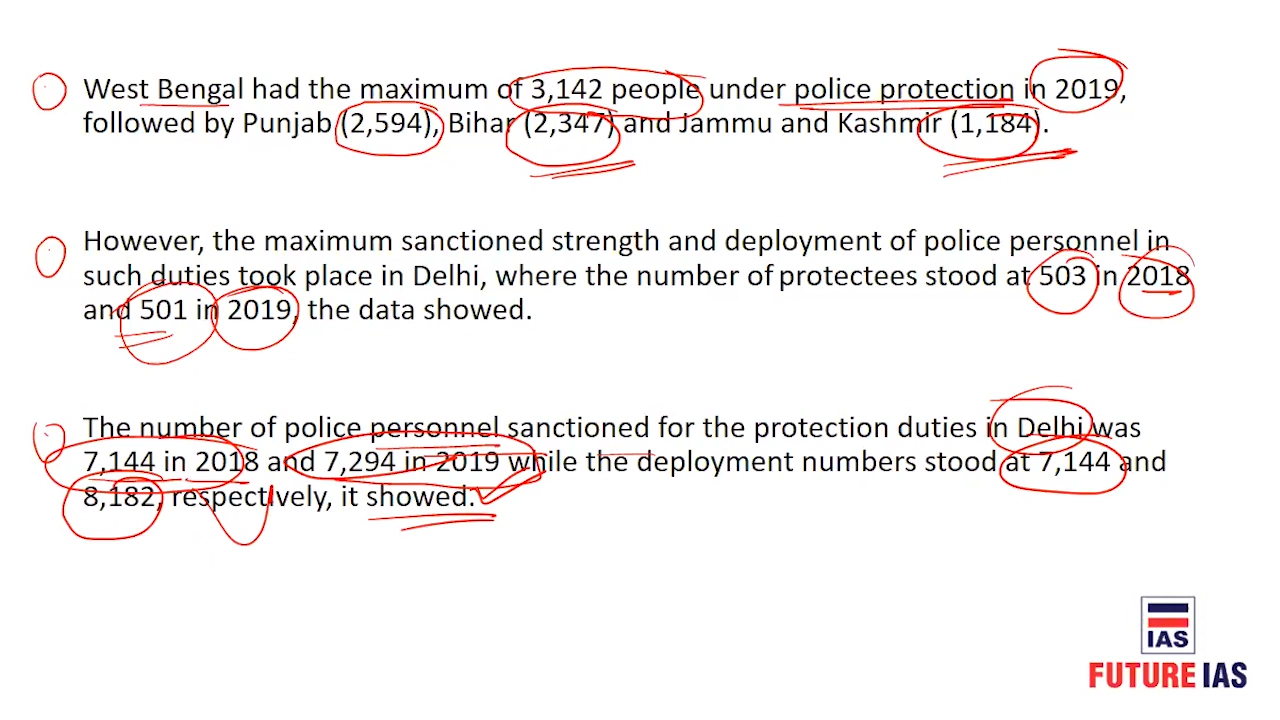 West Bengal had the maximum of 3,142 people under police protection in 2019,
followed by Punjab (2,594), Bihar (2,347) and Jammu and Kashmir (1,184).
However, the maximum sanctioned strength and deployment of police personnel in
such duties took place in Delhi, where the number of protectees stood at 503 in 2018
and 501 in 2019, the data showed.
The number of police personnel sanctioned for the protection duties in Delhi was
7,144 in 2018 and 7,294 in 2019 while the deployment numbers stood at 7,144 and
8,182, respectively, it showed.
IAS
FUTURE IAS